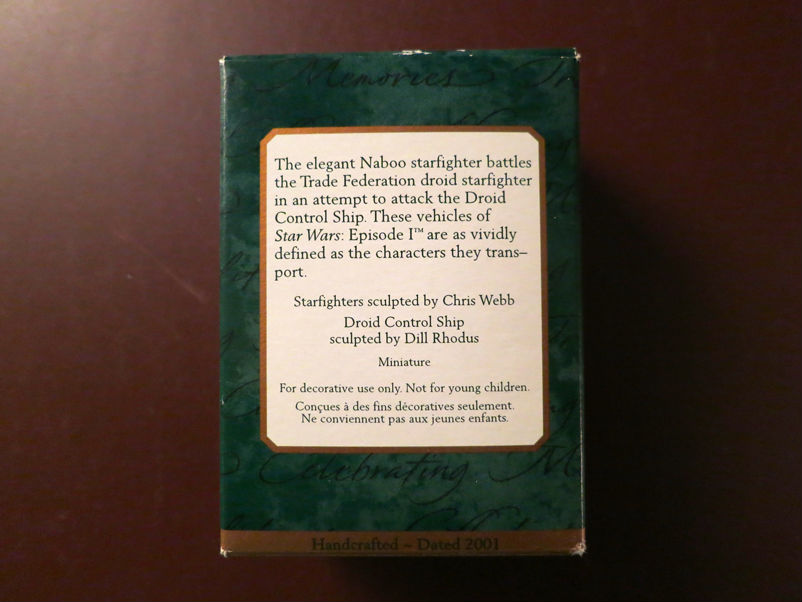 Memories
The elegant Naboo starfighter battles
the Trade Federation droid starfighter
in an attempt to attack the Droid
Control Ship. These vehicles of
Star Wars: Episode I™ are as vividly
defined as the characters they trans–
port.
Starfighters sculpted by Chris Webb
Droid Control Ship
sculpted by Dill Rhodus
Miniature
For decorative use only. Not for young children.
Conçues à des fins décoratives seulement.
Ne conviennent pas aux jeunes enfants.
Celebrating
Handcrafted ~ Dated 2001